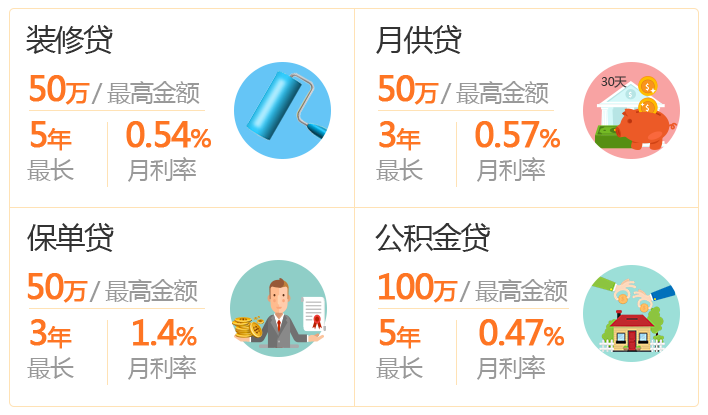 装修贷
50万/最高金额
5年 0.54%
最长 月利率
月供贷
50万/最高金额
3年 0.57%
最长 月利率
30天
保单贷
50万/最高金额
3年 1.4%
最长 月利率
公积金贷
100万/最高金额
5年 0.47%
最长 月利率